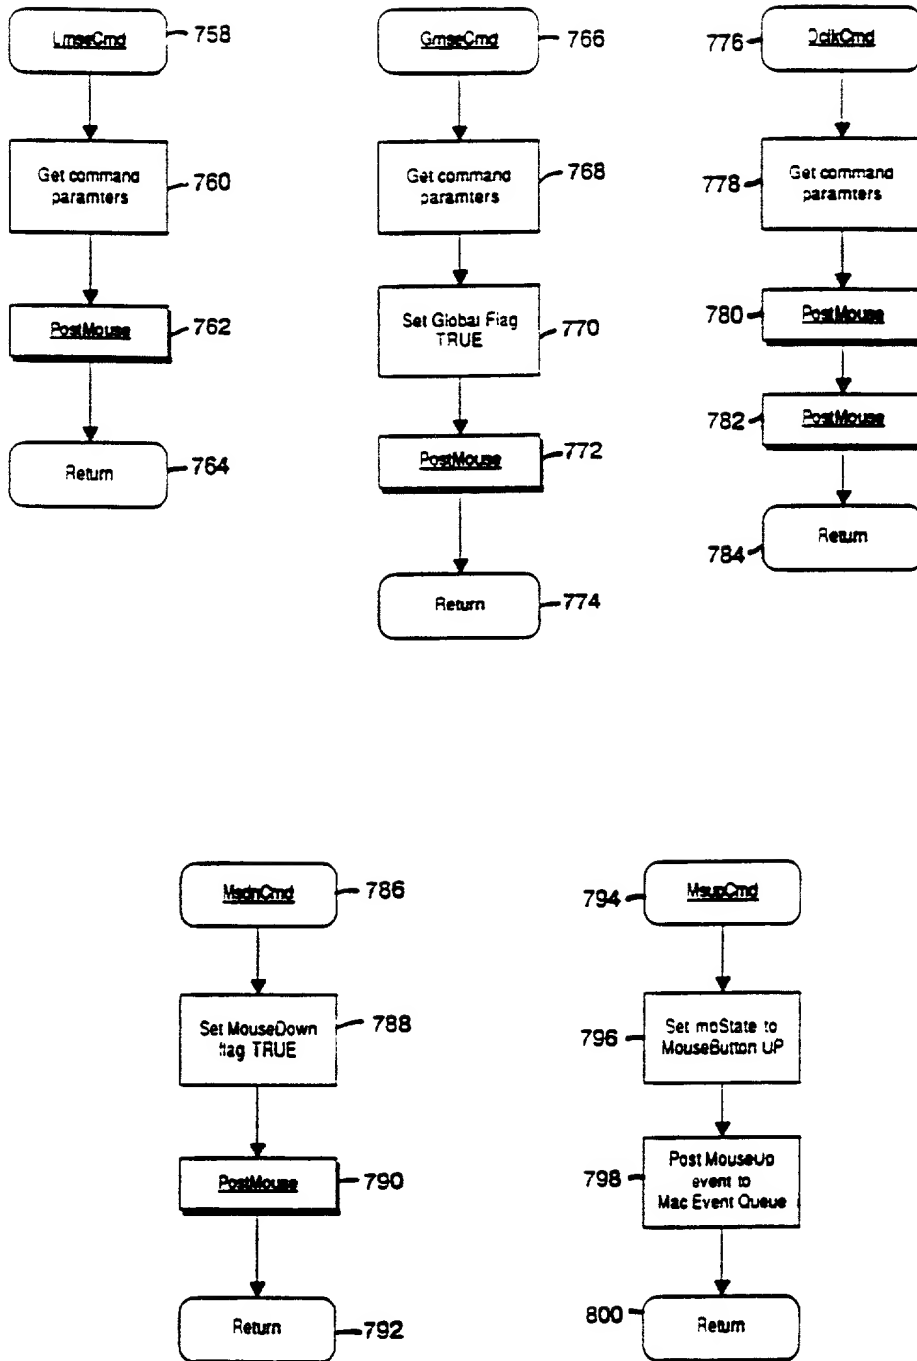 LmseCmd 758
Get command
paramters 760
PostMouse 762
Return 764
GmseCmd 766
Get command
paramters 768
Set Global Flag
TRUE 770
PostMouse 772
Return 774
776 DclkCmd
778 Get command
paramters
780 PostMouse
782 PostMouse
784 Return
MsdnCmd 786
Set MouseDown
flag TRUE 788
PostMouse 790
Return 792
794 MsupCmd
796 Set mbState to
MouseButton UP
798 Post MouseUp
event to
Mac Event Queue
800 Return